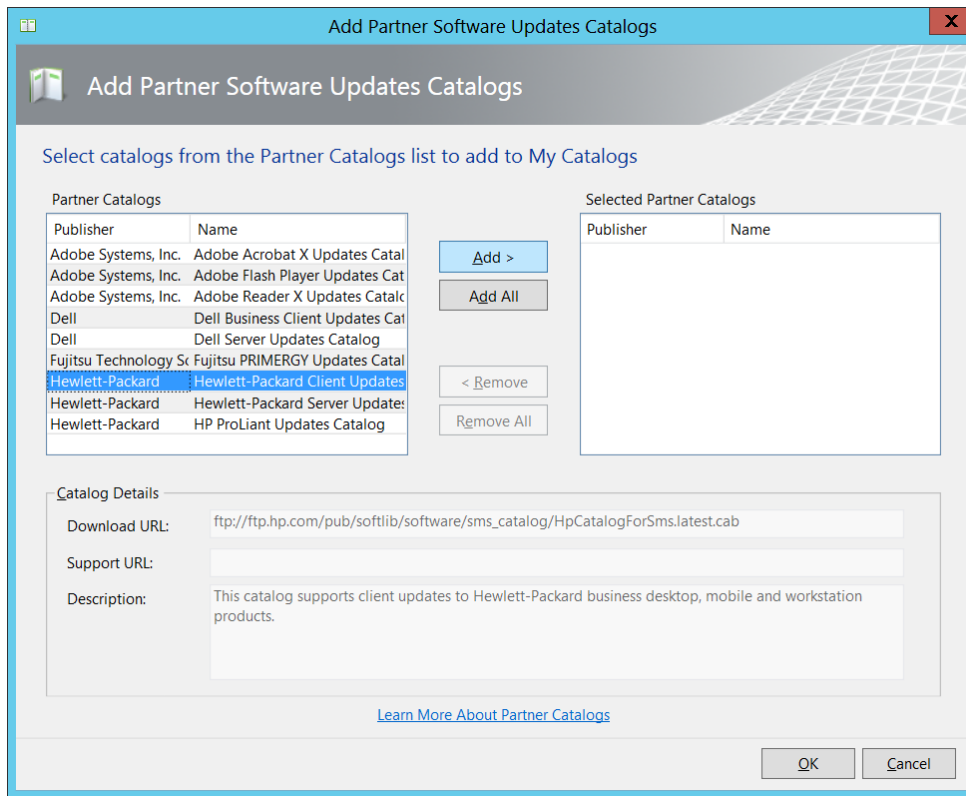 Add Partner Software Updates Catalogs
X
Add Partner Software Updates Catalogs
Select catalogs from the Partner Catalogs list to add to My Catalogs
Partner Catalogs
Publisher Name
Adobe Systems, Inc. Adobe Acrobat X Updates Catal
Adobe Systems, Inc. Adobe Flash Player Updates Cat
Adobe Systems, Inc. Adobe Reader X Updates Catalc
Dell Dell Business Client Updates Cat
Dell Dell Server Updates Catalog
Fujitsu Technology Sc Fujitsu PRIMERGY Updates Catal
Hewlett-Packard Hewlett-Packard Client Updates
Hewlett-Packard Hewlett-Packard Server Updates
Hewlett-Packard HP ProLiant Updates Catalog
Add >
Add All
< Remove
Remove All
Selected Partner Catalogs
Publisher Name
Catalog Details
Download URL: ftp://ftp.hp.com/pub/softlib/software/sms_catalog/HpCatalogForSms.latest.cab
Support URL:
Description: This catalog supports client updates to Hewlett-Packard business desktop, mobile and workstation
products.
Learn More About Partner Catalogs
OK Cancel